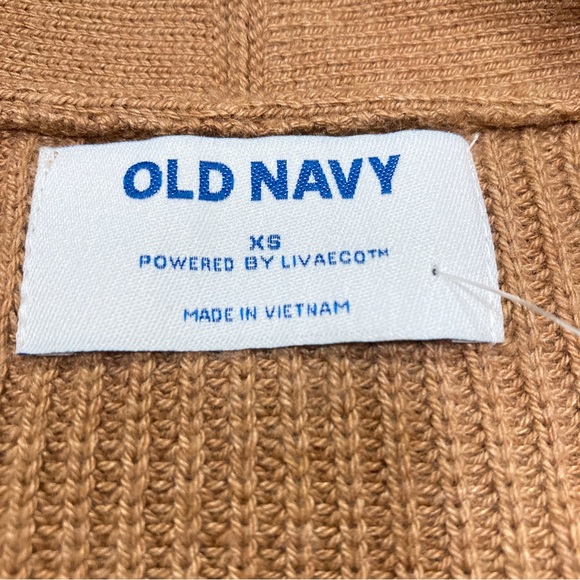 OLD NAVY
XS
POWERED BY LIVAECO™
MADE IN VIETNAM